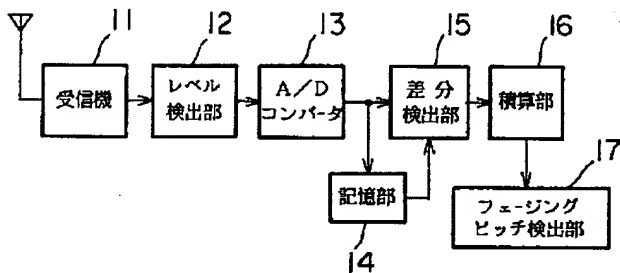 11
12
13
15
16
受信機
レベル
検出部
A/D
コンバータ
差分
検出部
積算部
記憶部
14
17
フェージング
ピッチ検出部